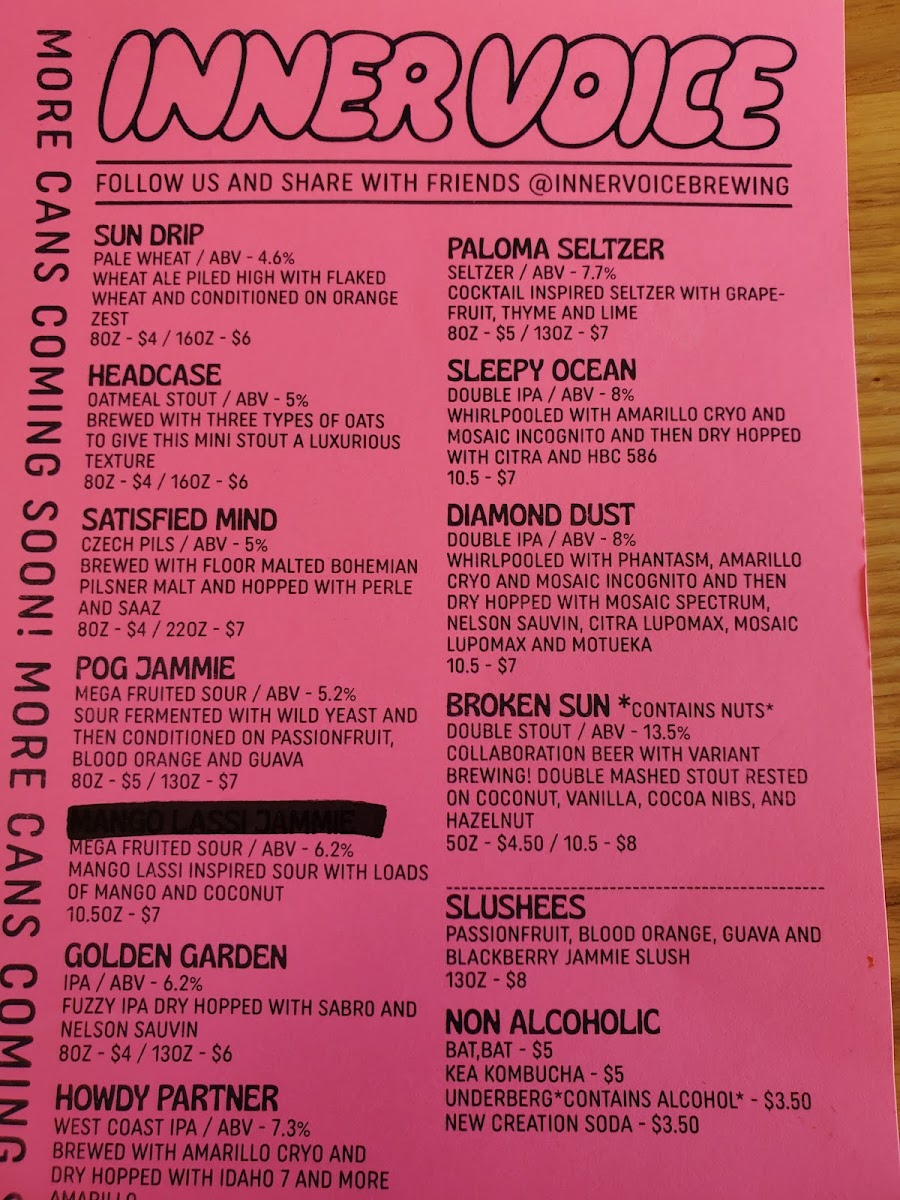 INNER VOICE
FOLLOW US AND SHARE WITH FRIENDS @INNERVOICEBREWING
MORE CANS COMING SOON! MORE CANS COMING
SUN DRIP
PALE WHEAT / ABV - 4.6%
WHEAT ALE PILED HIGH WITH FLAKED
WHEAT AND CONDITIONED ON ORANGE
ZEST
8OZ - $4 / 16OZ - $6
HEADCASE
OATMEAL STOUT / ABV - 5%
BREWED WITH THREE TYPES OF OATS
TO GIVE THIS MINI STOUT A LUXURIOUS
TEXTURE
8OZ - $4 / 16OZ - $6
SATISFIED MIND
CZECH PILS / ABV - 5%
BREWED WITH FLOOR MALTED BOHEMIAN
PILSNER MALT AND HOPPED WITH PERLE
AND SAAZ
8OZ - $4 / 22OZ - $7
POG JAMMIE
MEGA FRUITED SOUR / ABV - 5.2%
SOUR FERMENTED WITH WILD YEAST AND
THEN CONDITIONED ON PASSIONFRUIT,
BLOOD ORANGE AND GUAVA
8OZ - $5 / 13OZ - $7
MANGO LASSI JAMMIE
MEGA FRUITED SOUR / ABV - 6.2%
MANGO LASSI INSPIRED SOUR WITH LOADS
OF MANGO AND COCONUT
10.5OZ - $7
GOLDEN GARDEN
IPA / ABV - 6.2%
FUZZY IPA DRY HOPPED WITH SABRO AND
NELSON SAUVIN
8OZ - $4 / 13OZ - $6
HOWDY PARTNER
WEST COAST IPA / ABV - 7.3%
BREWED WITH AMARILLO CRYO AND
DRY HOPPED WITH IDAHO 7 AND MORE
AMARILLO
PALOMA SELTZER
SELTZER / ABV - 7.7%
COCKTAIL INSPIRED SELTZER WITH GRAPE-
FRUIT, THYME AND LIME
8OZ - $5 / 13OZ - $7
SLEEPY OCEAN
DOUBLE IPA / ABV - 8%
WHIRLPOOLED WITH AMARILLO CRYO AND
MOSAIC INCOGNITO AND THEN DRY HOPPED
WITH CITRA AND HBC 586
10.5 - $7
DIAMOND DUST
DOUBLE IPA / ABV - 8%
WHIRLPOOLED WITH PHANTASM, AMARILLO
CRYO AND MOSAIC INCOGNITO AND THEN
DRY HOPPED WITH MOSAIC SPECTRUM,
NELSON SAUVIN, CITRA LUPOMAX, MOSAIC
LUPOMAX AND MOTUEKA
10.5 - $7
BROKEN SUN *CONTAINS NUTS*
DOUBLE STOUT / ABV - 13.5%
COLLABORATION BEER WITH VARIANT
BREWING! DOUBLE MASHED STOUT RESTED
ON COCONUT, VANILLA, COCOA NIBS, AND
HAZELNUT
5OZ - $4.50 / 10.5 - $8
SLUSHEES
PASSIONFRUIT, BLOOD ORANGE, GUAVA AND
BLACKBERRY JAMMIE SLUSH
13OZ - $8
NON ALCOHOLIC
BAT,BAT - $5
KEA KOMBUCHA - $5
UNDERBERG*CONTAINS ALCOHOL* - $3.50
NEW CREATION SODA - $3.50